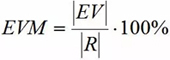 EVM = |EV| / |R| · 100%